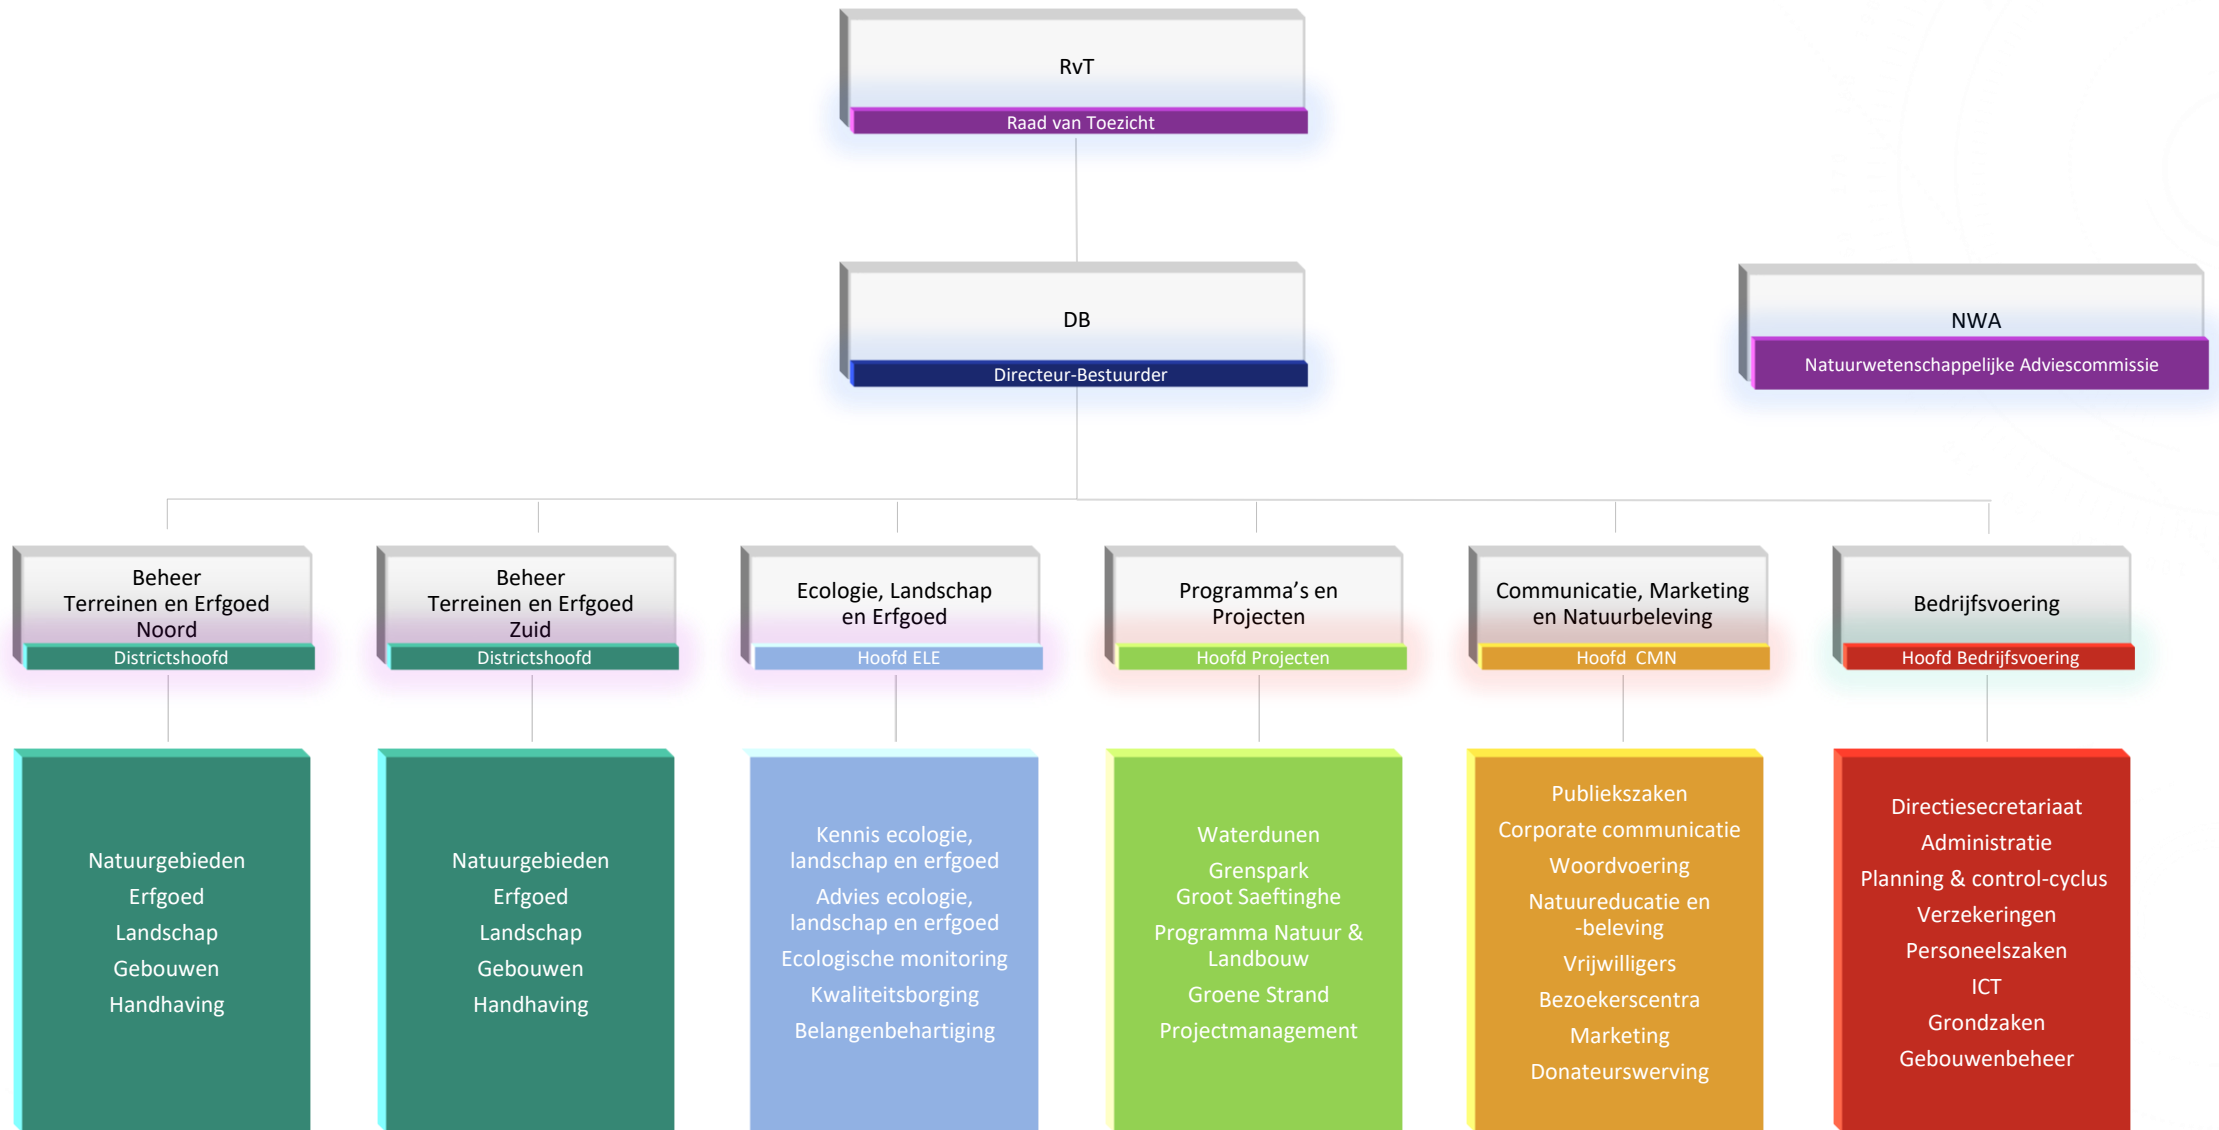 RvT
Raad van Toezicht
DB
Directeur-Bestuurder
NWA
Natuurwetenschappelijke Adviescommissie
Beheer
Terreinen en Erfgoed
Noord
Districtshoofd
Beheer
Terreinen en Erfgoed
Zuid
Districtshoofd
Ecologie, Landschap
en Erfgoed
Hoofd ELE
Programma’s en
Projecten
Hoofd Projecten
Communicatie, Marketing
en Natuurbeleving
Hoofd CMN
Bedrijfsvoering
Hoofd Bedrijfsvoering
Natuurgebieden
Erfgoed
Landschap
Gebouwen
Handhaving
Natuurgebieden
Erfgoed
Landschap
Gebouwen
Handhaving
Kennis ecologie,
landschap en erfgoed
Advies ecologie,
landschap en erfgoed
Ecologische monitoring
Kwaliteitsborging
Belangenbehartiging
Waterdunen
Grenspark
Groot Saeftinghe
Programma Natuur &
Landbouw
Groene Strand
Projectmanagement
Publiekszaken
Corporate communicatie
Woordvoering
Natuureducatie en
-beleving
Vrijwilligers
Bezoekerscentra
Marketing
Donateurswerving
Directiesecretariaat
Administratie
Planning & control-cyclus
Verzekeringen
Personeelszaken
ICT
Grondzaken
Gebouwenbeheer